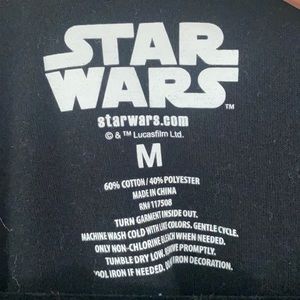 STAR
WARS™
starwars.com
© & ™ Lucasfilm Ltd.
M
60% COTTON / 40% POLYESTER
MADE IN CHINA
RN# 117508
TURN GARMENT INSIDE OUT.
MACHINE WASH COLD WITH LIKE COLORS. GENTLE CYCLE.
ONLY NON-CHLORINE BLEACH WHEN NEEDED.
TUMBLE DRY LOW. REMOVE PROMPTLY.
IRON IF NEEDED. IRON DECORATION.